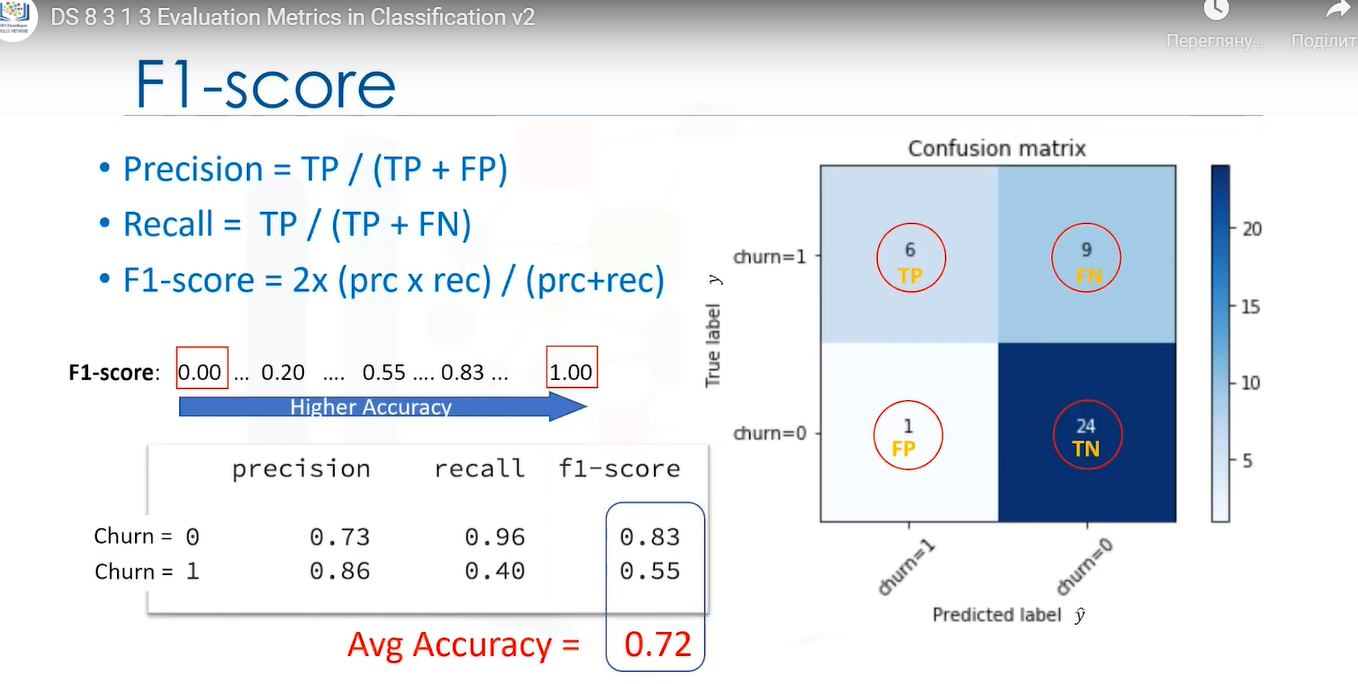 DS 8 3 1 3 Evaluation Metrics in Classification v2
Перегляну...
Поділит
F1-score
• Precision = TP / (TP + FP)
• Recall = TP / (TP + FN)
• F1-score = 2x (prc x rec) / (prc+rec)
F1-score: 0.00 ... 0.20 .... 0.55 .... 0.83 ... 1.00
Higher Accuracy
precision recall f1-score
Churn = 0 0.73 0.96 0.83
Churn = 1 0.86 0.40 0.55
Avg Accuracy = 0.72
Confusion matrix
True label y
churn=1
churn=0
6
TP
9
FN
1
FP
24
TN
churn=1
churn=0
Predicted label ŷ
20
15
10
5